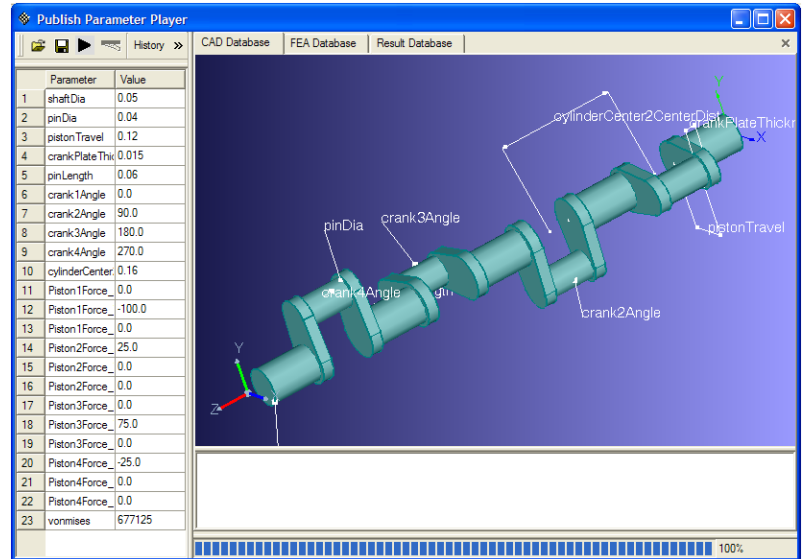 Publish Parameter Player
History »
CAD Database FEA Database Result Database
Parameter Value
1 shaftDia 0.05
2 pinDia 0.04
3 pistonTravel 0.12
4 crankPlateThic 0.015
5 pinLength 0.06
6 crank1Angle 0.0
7 crank2Angle 90.0
8 crank3Angle 180.0
9 crank4Angle 270.0
10 cylinderCenter. 0.16
11 Piston1Force_ 0.0
12 Piston1Force_ -100.0
13 Piston1Force_ 0.0
14 Piston2Force_ 25.0
15 Piston2Force_ 0.0
16 Piston2Force_ 0.0
17 Piston3Force_ 0.0
18 Piston3Force_ 75.0
19 Piston3Force_ 0.0
20 Piston4Force_ -25.0
21 Piston4Force_ 0.0
22 Piston4Force_ 0.0
23 vonmises 677125
Y
cylinderCenter2CenterDist
crankPlateThickr
X
pistonTravel
crank3Angle
pinDia
crank4Angle
crank2Angle
Y
Z
100%